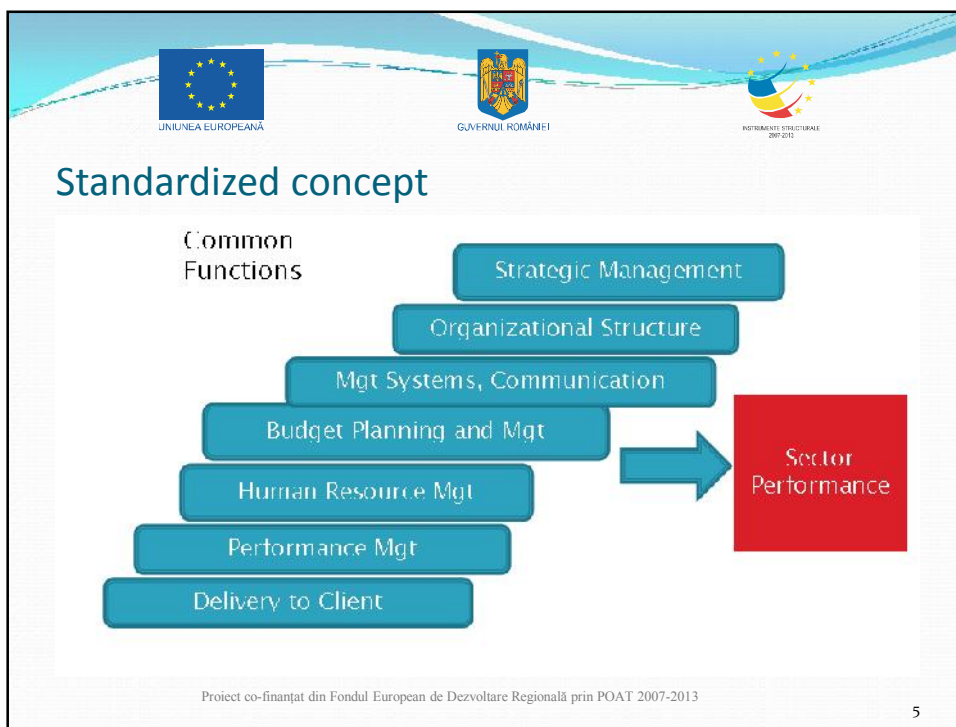 UNIUNEA EUROPEANĂ
GUVERNUL ROMÂNIEI
INSTRUMENTE STRUCTURALE
2007-2013
Standardized concept
Common
Functions
Strategic Management
Organizational Structure
Mgt Systems, Communication
Budget Planning and Mgt
Human Resource Mgt
Performance Mgt
Delivery to Client
Sector
Performance
Proiect co-finanțat din Fondul European de Dezvoltare Regională prin POAT 2007-2013
5